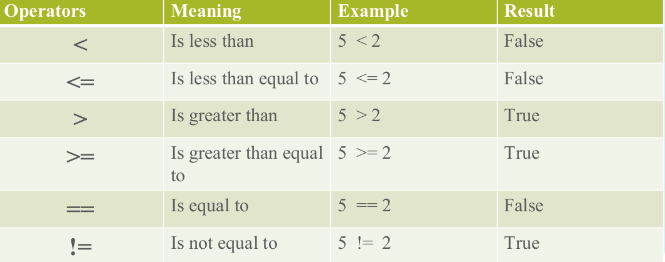 Operators Meaning Example Result
< Is less than 5 < 2 False
<= Is less than equal to 5 <= 2 False
> Is greater than 5 > 2 True
>= Is greater than equal 5 >= 2 True
to
== Is equal to 5 == 2 False
!= Is not equal to 5 != 2 True